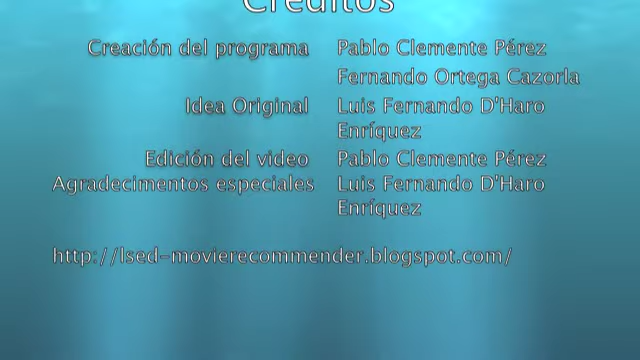 Créditos
Creación del programa Pablo Clemente Pérez
Fernando Ortega Cazorla
Idea Original Luis Fernando D'Haro
Enríquez
Edición del video Pablo Clemente Pérez
Agradecimentos especiales Luis Fernando D'Haro
Enríquez
http://lsed-movierecommender.blogspot.com/